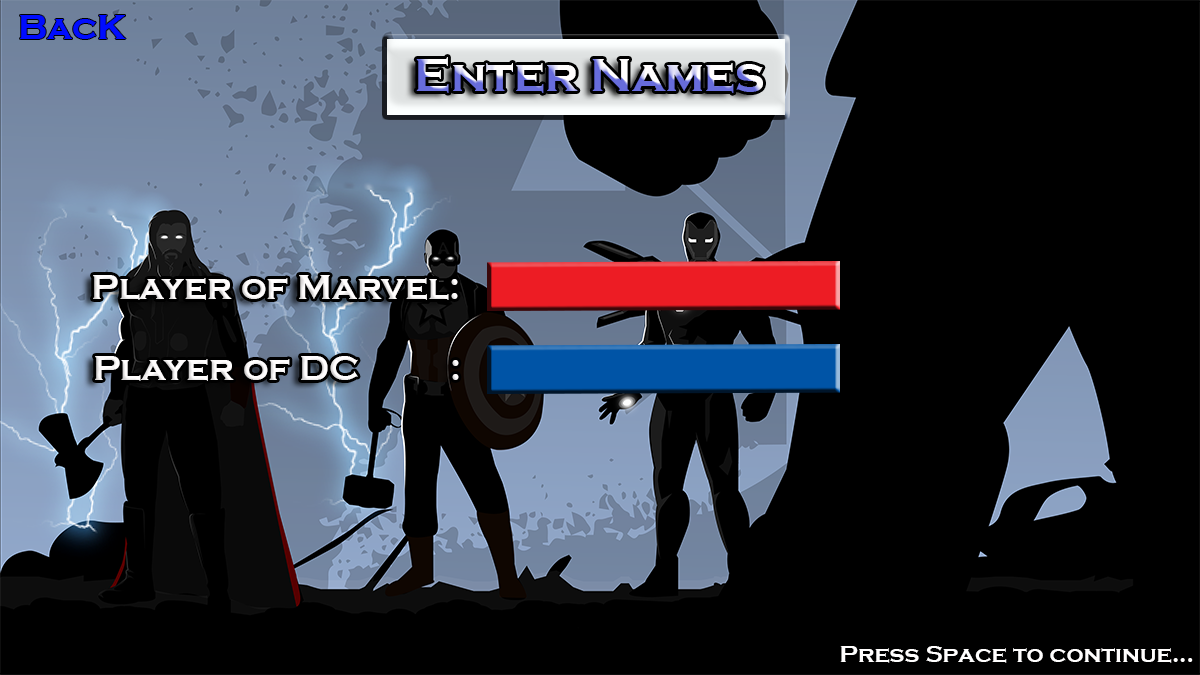 BacK
Enter Names
Player of Marvel:
Player of DC :
Press Space to continue...